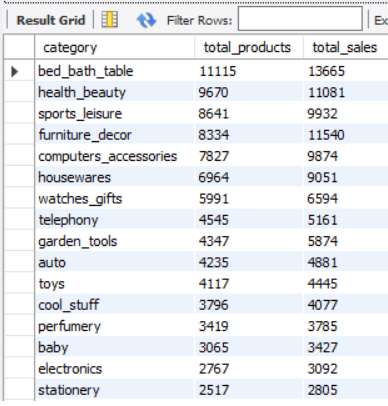 Result Grid Filter Rows: Ex
category total_products total_sales
bed_bath_table 11115 13665
health_beauty 9670 11081
sports_leisure 8641 9932
furniture_decor 8334 11540
computers_accessories 7827 9874
housewares 6964 9051
watches_gifts 5991 6594
telephony 4545 5161
garden_tools 4347 5874
auto 4235 4881
toys 4117 4445
cool_stuff 3796 4077
perfumery 3419 3785
baby 3065 3427
electronics 2767 3092
stationery 2517 2805